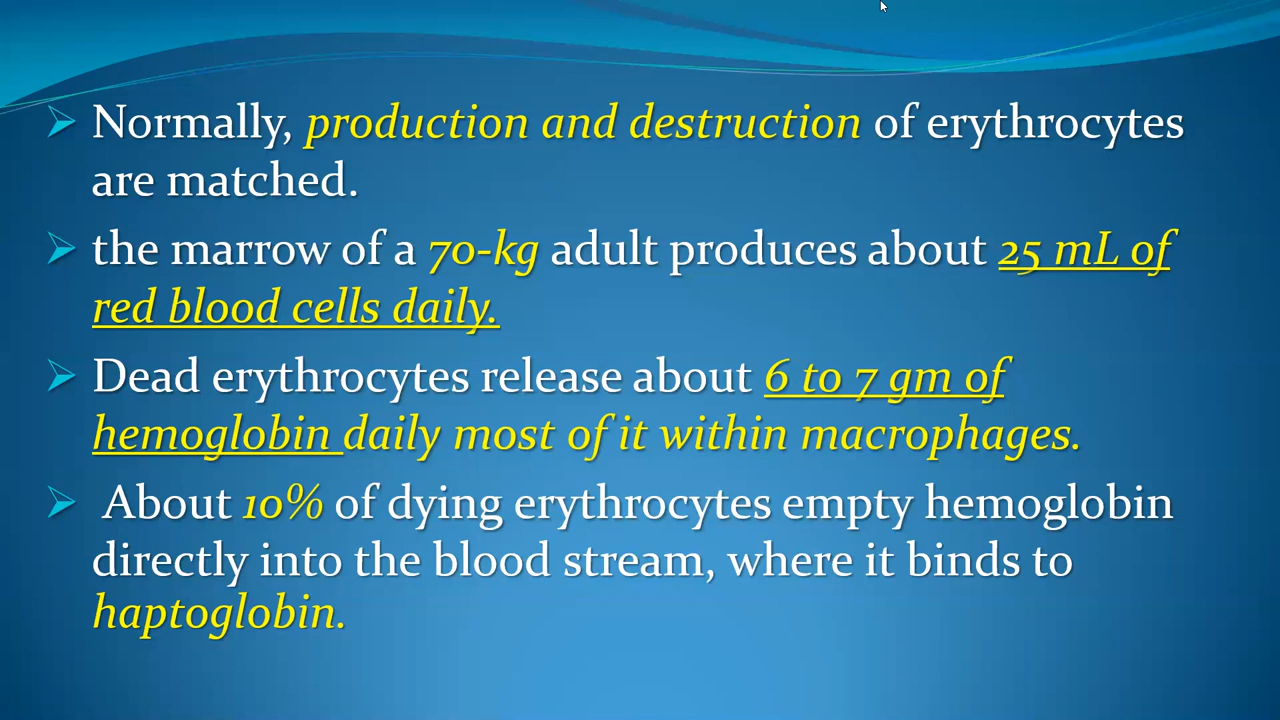 Normally, production and destruction of erythrocytes
are matched.
the marrow of a 70-kg adult produces about 25 mL of
red blood cells daily.
Dead erythrocytes release about 6 to 7 gm of
hemoglobin daily most of it within macrophages.
About 10% of dying erythrocytes empty hemoglobin
directly into the blood stream, where it binds to
haptoglobin.